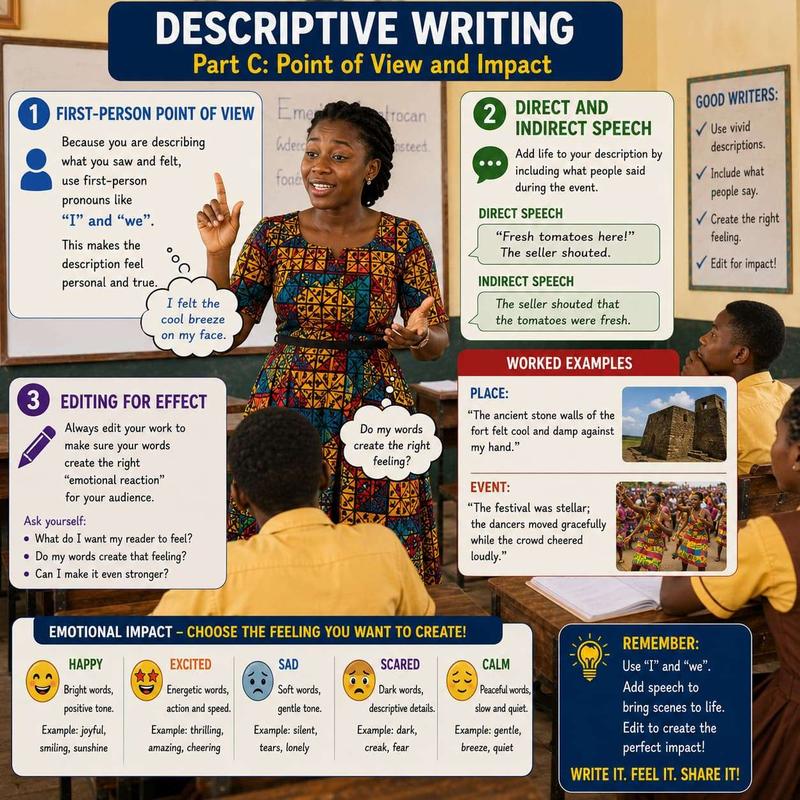 DESCRIPTIVE WRITING
Part C: Point of View and Impact
1 FIRST-PERSON POINT OF VIEW
Because you are describing
what you saw and felt,
use first-person
pronouns like
“I” and “we”.
This makes the
description feel
personal and true.
I felt the
cool breeze
on my face.
2 DIRECT AND
INDIRECT SPEECH
Add life to your description by
including what people said
during the event.
DIRECT SPEECH
“Fresh tomatoes here!”
The seller shouted.
INDIRECT SPEECH
The seller shouted that
the tomatoes were fresh.
GOOD WRITERS:
✓ Use vivid
descriptions.
✓ Include what
people say.
✓ Create the right
feeling.
✓ Edit for impact!
3 EDITING FOR EFFECT
Always edit your work to
make sure your words
create the right
“emotional reaction”
for your audience.
Ask yourself:
• What do I want my reader to feel?
• Do my words create that feeling?
• Can I make it even stronger?
Do my words
create the right
feeling?
WORKED EXAMPLES
PLACE:
“The ancient stone walls of the
fort felt cool and damp against
my hand.”
EVENT:
“The festival was stellar;
the dancers moved gracefully
while the crowd cheered
loudly.”
EMOTIONAL IMPACT – CHOOSE THE FEELING YOU WANT TO CREATE!
HAPPY
Bright words,
positive tone.
Example: joyful,
smiling, sunshine
EXCITED
Energetic words,
action and speed.
Example: thrilling,
amazing, cheering
SAD
Soft words,
gentle tone.
Example: silent,
tears, lonely
SCARED
Dark words,
descriptive details.
Example: dark,
creak, fear
CALM
Peaceful words,
slow and quiet.
Example: gentle,
breeze, quiet
REMEMBER:
Use “I” and “we”.
Add speech to
bring scenes to life.
Edit to create the
perfect impact!
WRITE IT. FEEL IT. SHARE IT!